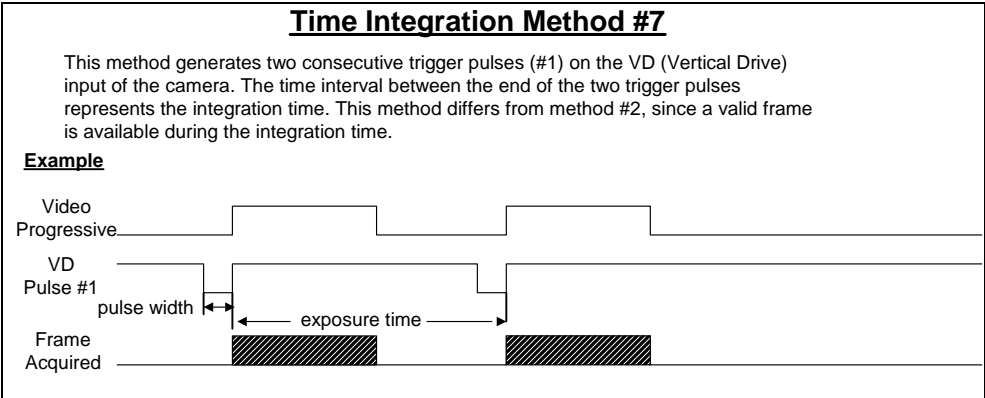 Time Integration Method #7
This method generates two consecutive trigger pulses (#1) on the VD (Vertical Drive)
input of the camera. The time interval between the end of the two trigger pulses
represents the integration time. This method differs from method #2, since a valid frame
is available during the integration time.
Example
Video
Progressive
VD
Pulse #1
pulse width
exposure time
Frame
Acquired